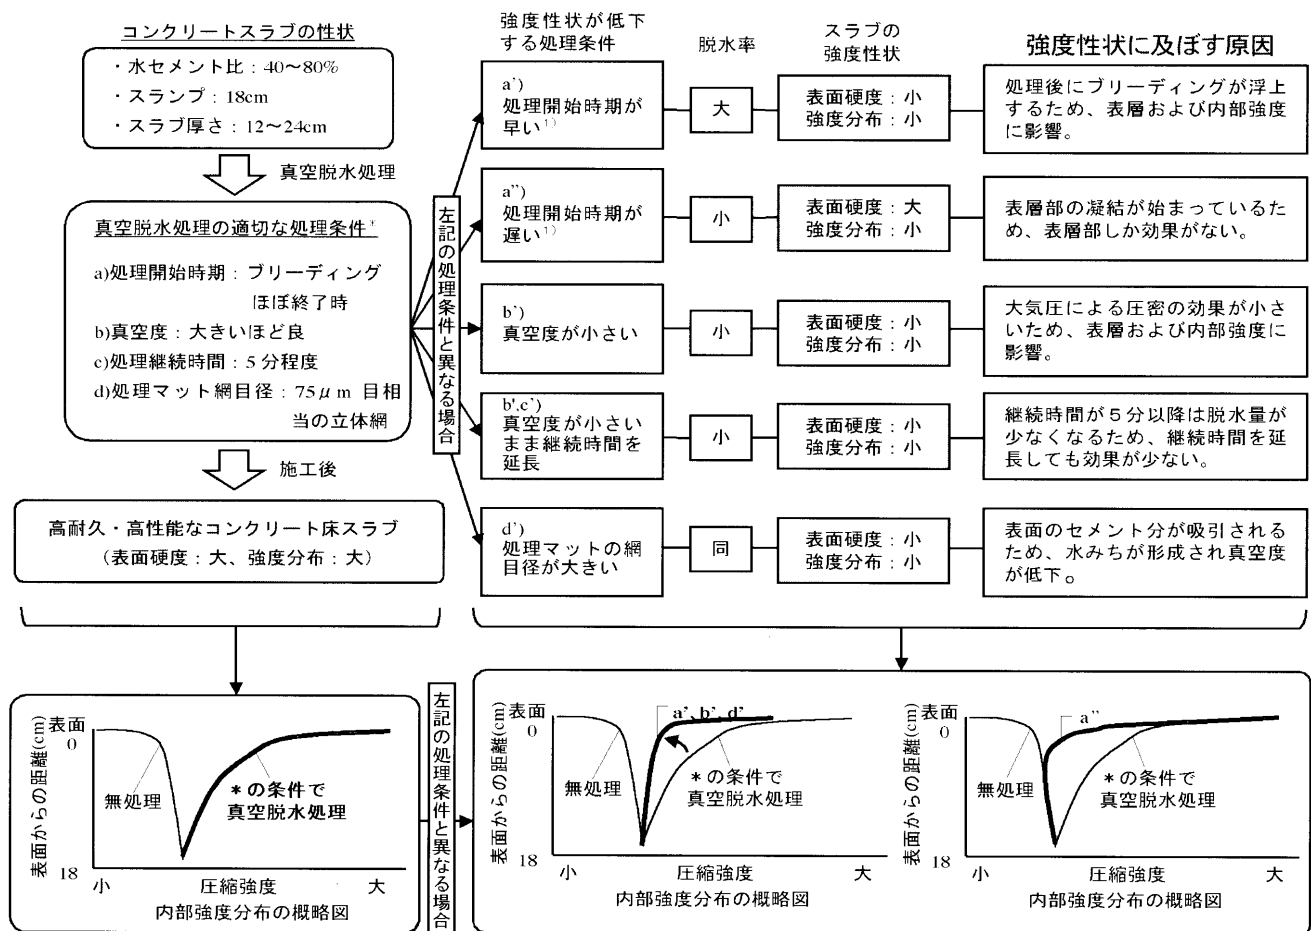 コンクリートスラブの性状
・水セメント比：40～80%
・スランプ：18cm
・スラブ厚さ：12～24cm
真空脱水処理
真空脱水処理の適切な処理条件*
a)処理開始時期：ブリーディング
ほぼ終了時
b)真空度：大きいほど良
c)処理継続時間：5分程度
d)処理マット網目径：75μm 目相
当の立体網
施工後
高耐久・高性能なコンクリート床スラブ
（表面硬度：大、強度分布：大）
左記の処理条件と異なる場合
強度性状が低下
する処理条件
脱水率
スラブの
強度性状
強度性状に及ぼす原因
a')
処理開始時期が
早い1)
大
表面硬度：小
強度分布：小
処理後にブリーディングが浮上
するため、表層および内部強度
に影響。
a'')
処理開始時期が
遅い1)
小
表面硬度：大
強度分布：小
表層部の凝結が始まっているた
め、表層部しか効果がない。
b')
真空度が小さい
小
表面硬度：小
強度分布：小
大気圧による圧密の効果が小さ
いため、表層および内部強度に
影響。
b',c')
真空度が小さい
まま継続時間を
延長
小
表面硬度：小
強度分布：小
継続時間が５分以降は脱水量が
少なくなるため、継続時間を延
長しても効果が少ない。
d')
処理マットの網
目径が大きい
同
表面硬度：小
強度分布：小
表面のセメント分が吸引される
ため、水みちが形成され真空度
が低下。
表面からの距離(cm)
表面
0
18
無処理
＊の条件で
真空脱水処理
小
圧縮強度
大
内部強度分布の概略図
左記の処理条件と異なる場合
表面からの距離(cm)
表面
0
18
a'、b'、d'
無処理
＊の条件で
真空脱水処理
小
圧縮強度
大
内部強度分布の概略図
表面からの距離(cm)
表面
0
18
a''
無処理
＊の条件で
真空脱水処理
小
圧縮強度
大
内部強度分布の概略図